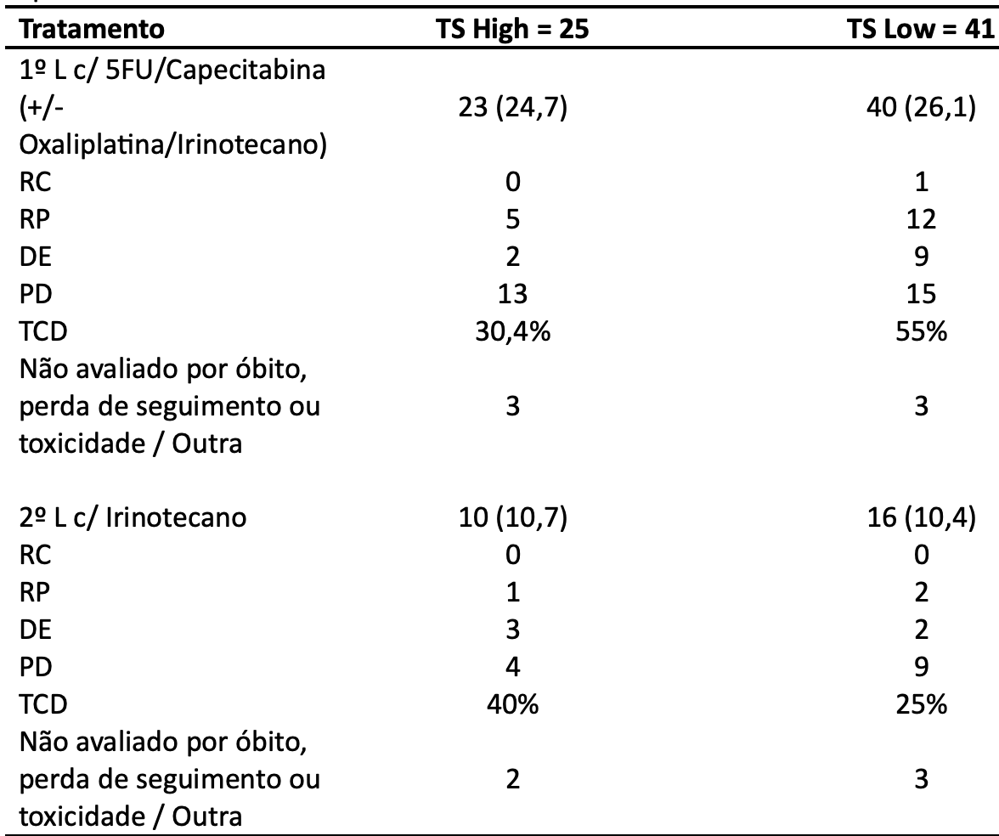 Tratamento TS High = 25 TS Low = 41
1º L c/ 5FU/Capecitabina
(+/- 23 (24,7) 40 (26,1)
Oxaliplatina/Irinotecano)
RC 0 1
RP 5 12
DE 2 9
PD 13 15
TCD 30,4% 55%
Não avaliado por óbito,
perda de seguimento ou 3 3
toxicidade / Outra
2º L c/ Irinotecano 10 (10,7) 16 (10,4)
RC 0 0
RP 1 2
DE 3 2
PD 4 9
TCD 40% 25%
Não avaliado por óbito,
perda de seguimento ou 2 3
toxicidade / Outra